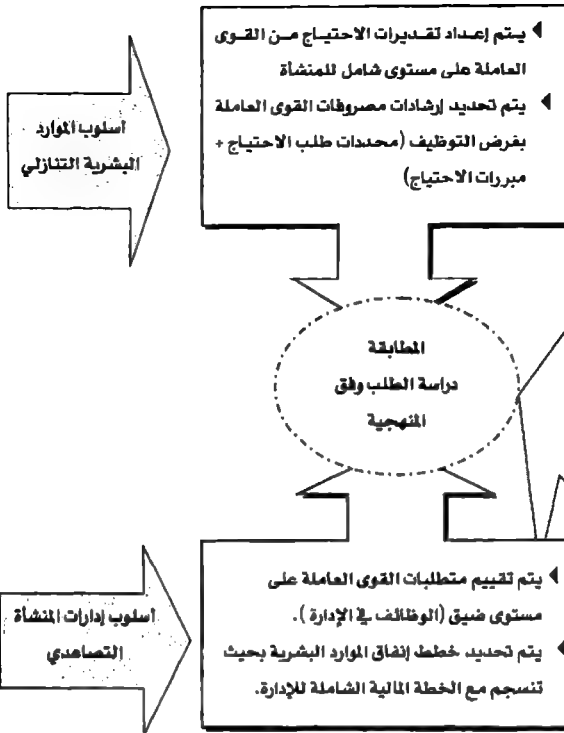 يتم إعداد تقديرات الاحتياج من القوى
العاملة على مستوى شامل للمنشأة
يتم تحديد إرشادات مصروفات القوى العاملة
بغرض التوظيف (محددات طلب الاحتياج +
مبررات الاحتياج)
أسلوب الموارد
البشرية التنازلي
المطابقة
دراسة الطلب وفق
المنهجية
يتم تقييم متطلبات القوى العاملة على
مستوى ضيق (الوظائف في الإدارة ).
يتم تحديد خطط إنفاق الموارد البشرية بحيث
تنسجم مع الخطة المالية الشاملة للإدارة.
أسلوب إدارات المنشأة
التصاعدي